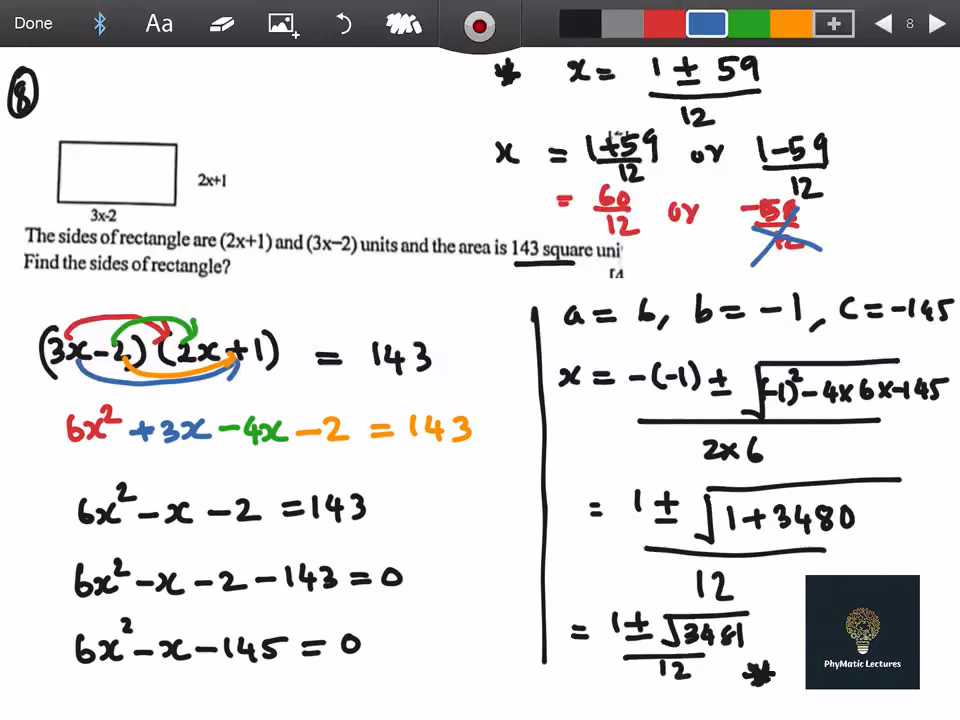 Done Aa 8
8
2x+1
3x-2
The sides of rectangle are (2x+1) and (3x−2) units and the area is 143 square uni
Find the sides of rectangle?
[4
(3x-2) (2x+1) = 143
6x² +3x -4x -2 = 143
6x² - x - 2 = 143
6x² - x - 2 - 143 = 0
6x² - x - 145 = 0
a = 6, b = -1, c = -145
x = -(-1) ± √(-1)² - 4x6x-145
2x6
= 1 ± √1+3480
12
= 1 ± √3481
12
* x = 1 ± 59
12
x = 1+59 or 1-59
12 12
= 60 or -58
12 12
PhyMatic Lectures